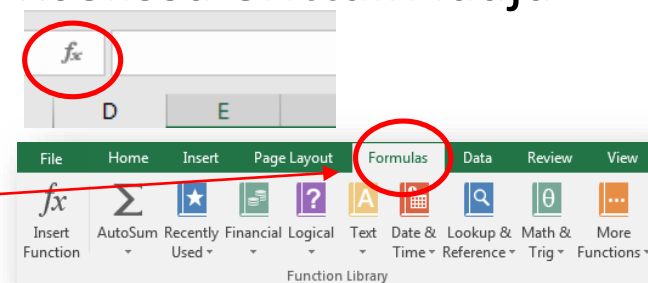 fx
D E
File Home Insert Page Layout Formulas Data Review View
fx Σ ? A θ
Insert AutoSum Recently Financial Logical Text Date & Lookup & Math & More
Function Used Time Reference Trig Functions
Function Library